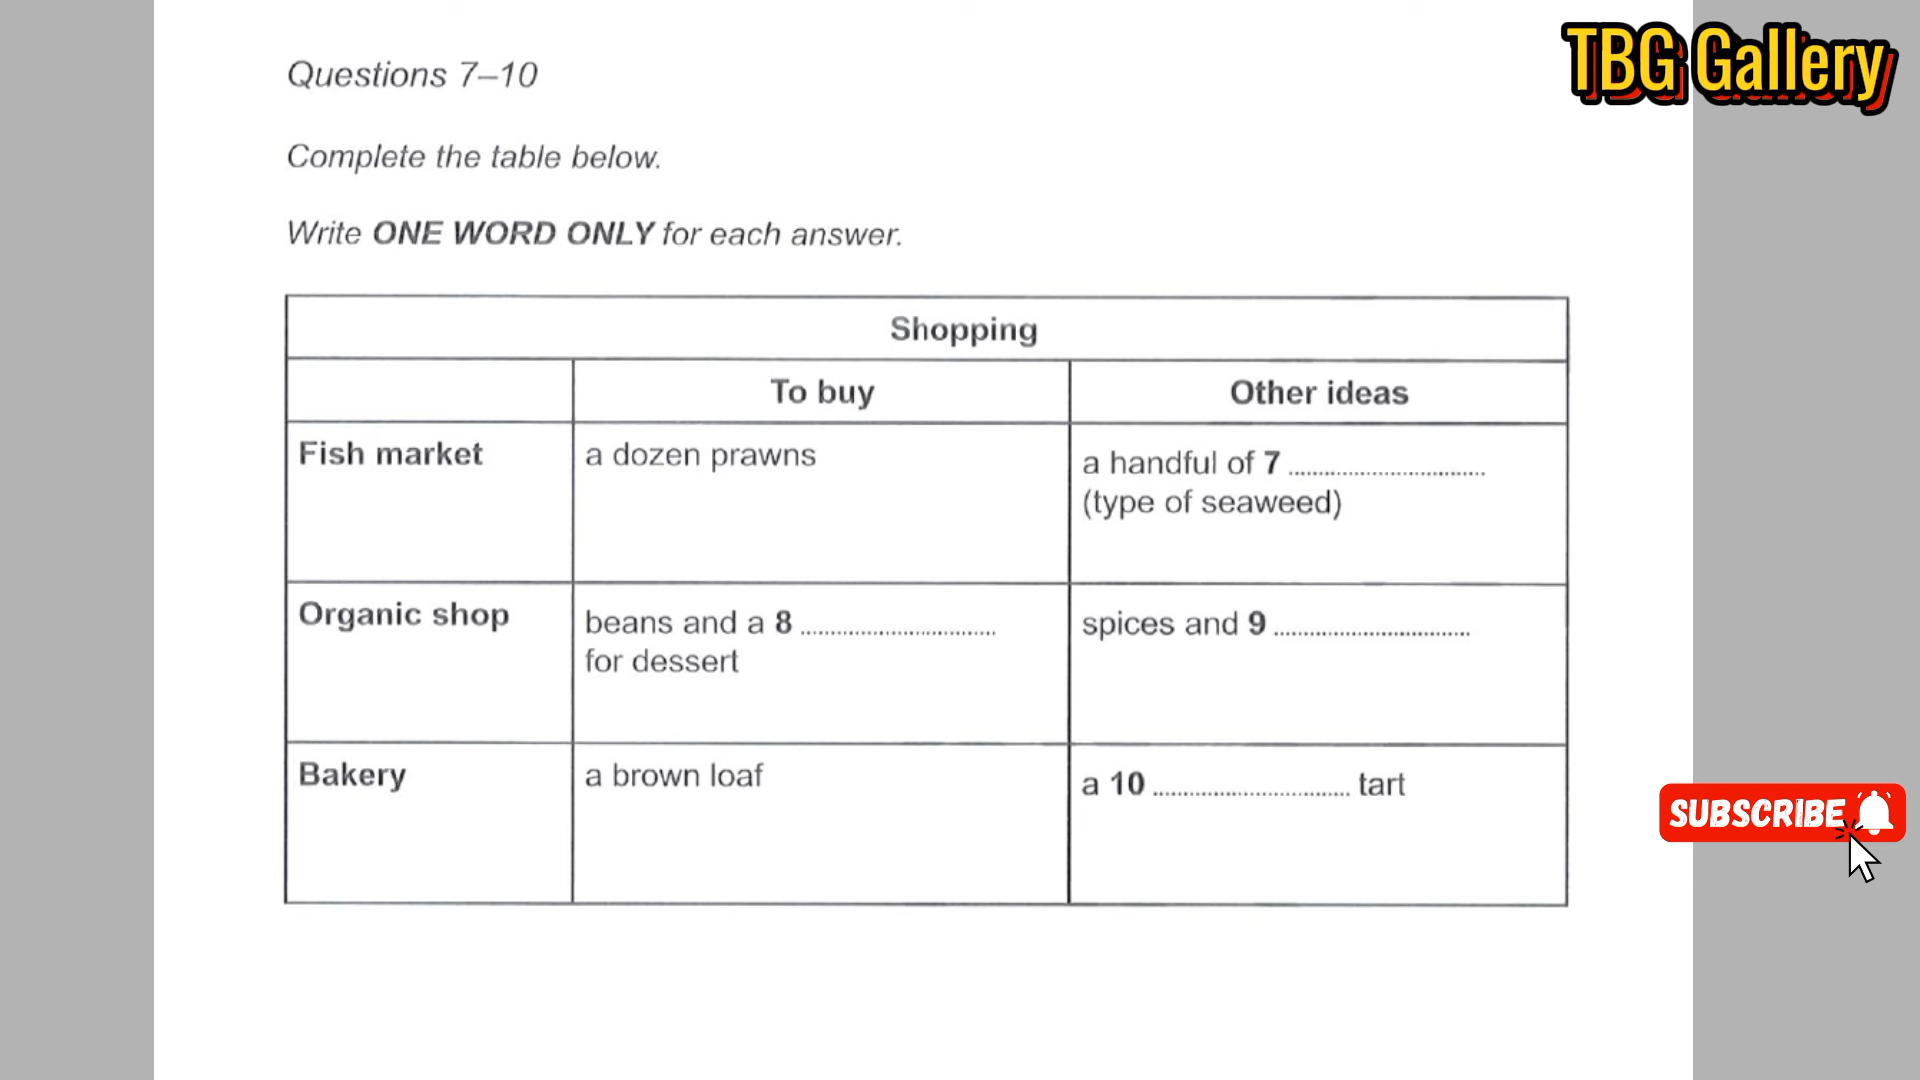 TBG Gallery
Questions 7–10
Complete the table below.
Write ONE WORD ONLY for each answer.
Shopping
To buy
Other ideas
Fish market
a dozen prawns
a handful of 7 ................................
(type of seaweed)
Organic shop
beans and a 8 ................................
for dessert
spices and 9 ................................
Bakery
a brown loaf
a 10 ................................ tart
SUBSCRIBE